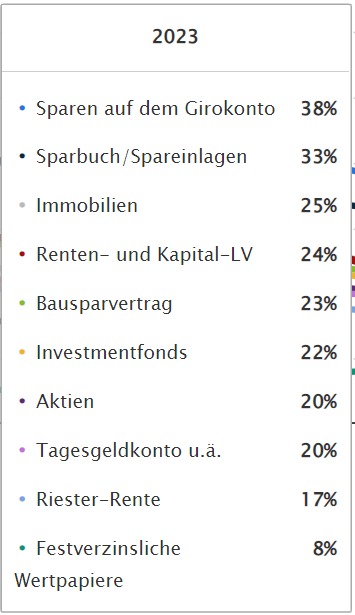 2023
• Sparen auf dem Girokonto 38%
• Sparbuch/Spareinlagen 33%
• Immobilien 25%
• Renten- und Kapital-LV 24%
• Bausparvertrag 23%
• Investmentfonds 22%
• Aktien 20%
• Tagesgeldkonto u.ä. 20%
• Riester-Rente 17%
• Festverzinsliche 8%
Wertpapiere